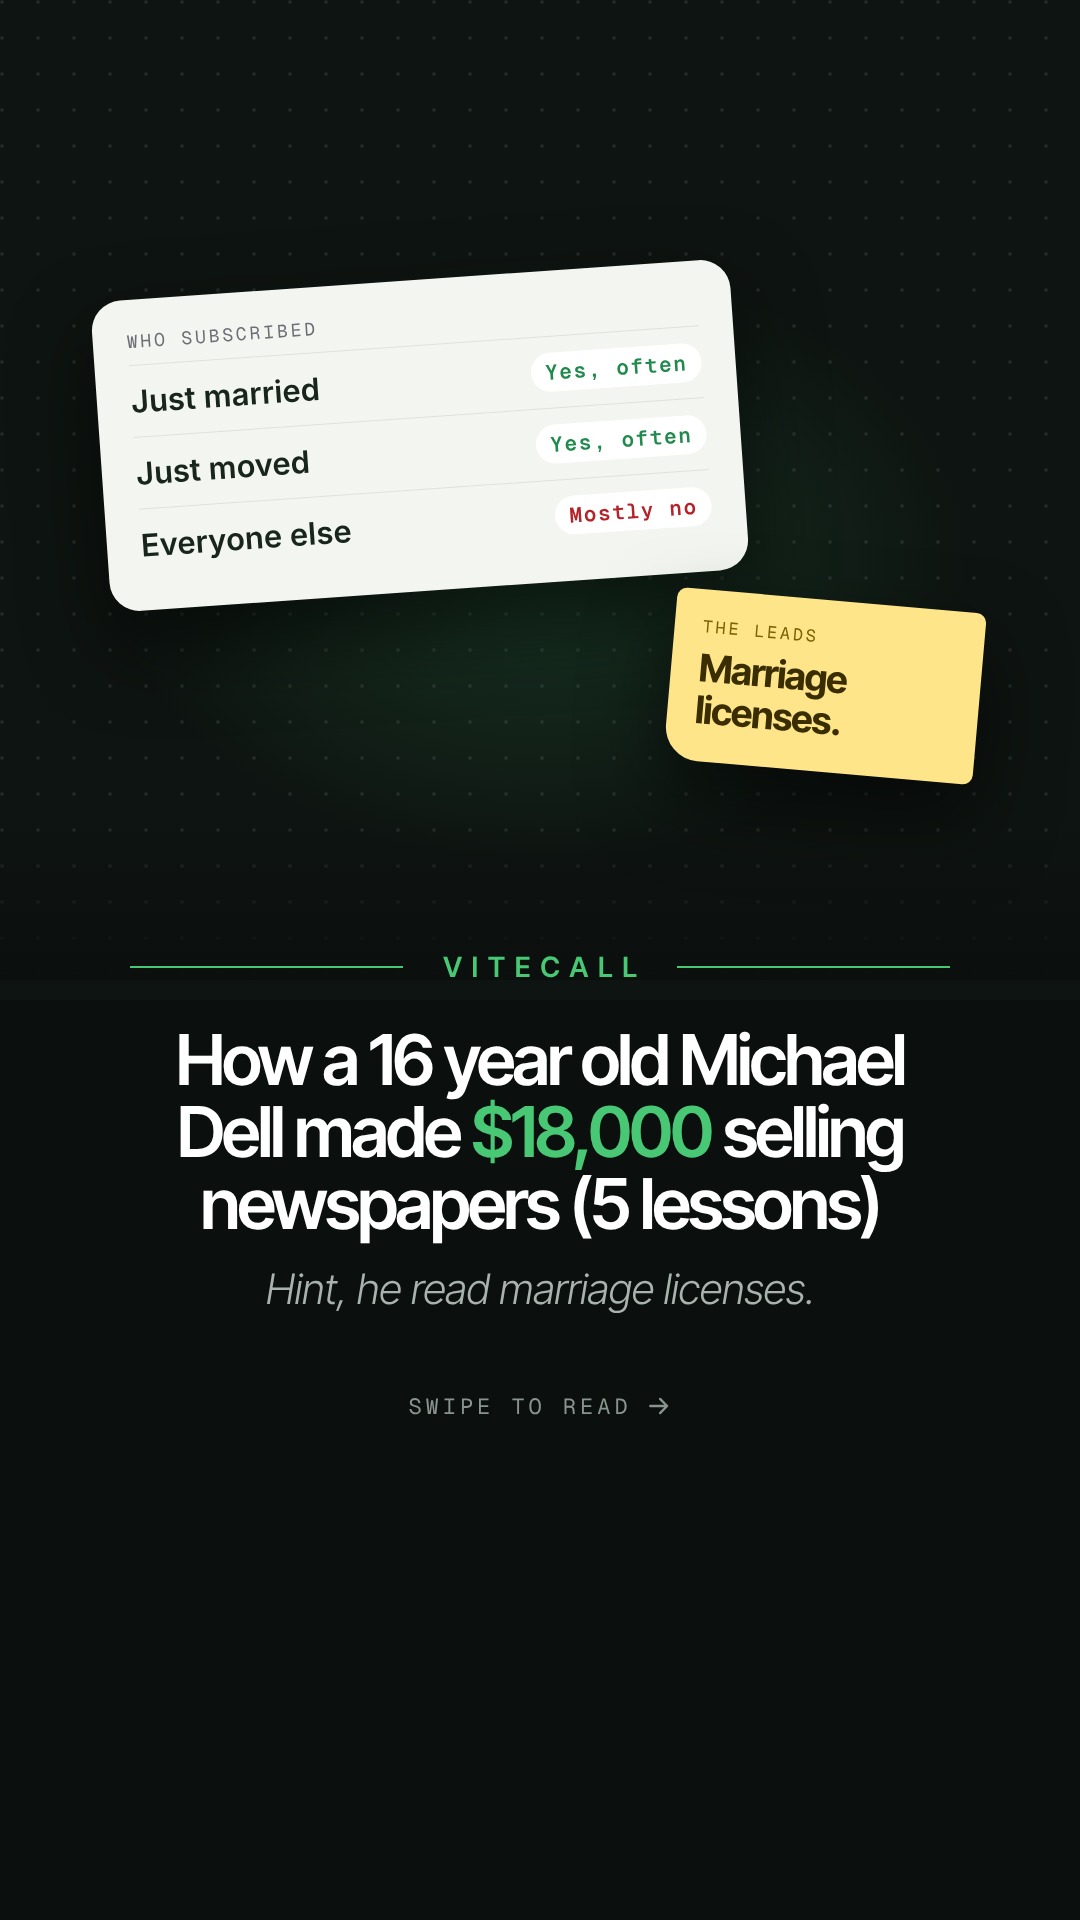 WHO SUBSCRIBED
Just married Yes, often
Just moved Yes, often
Everyone else Mostly no
THE LEADS
Marriage
licenses.
VITECALL
How a 16 year old Michael
Dell made $18,000 selling
newspapers (5 lessons)
Hint, he read marriage licenses.
SWIPE TO READ →